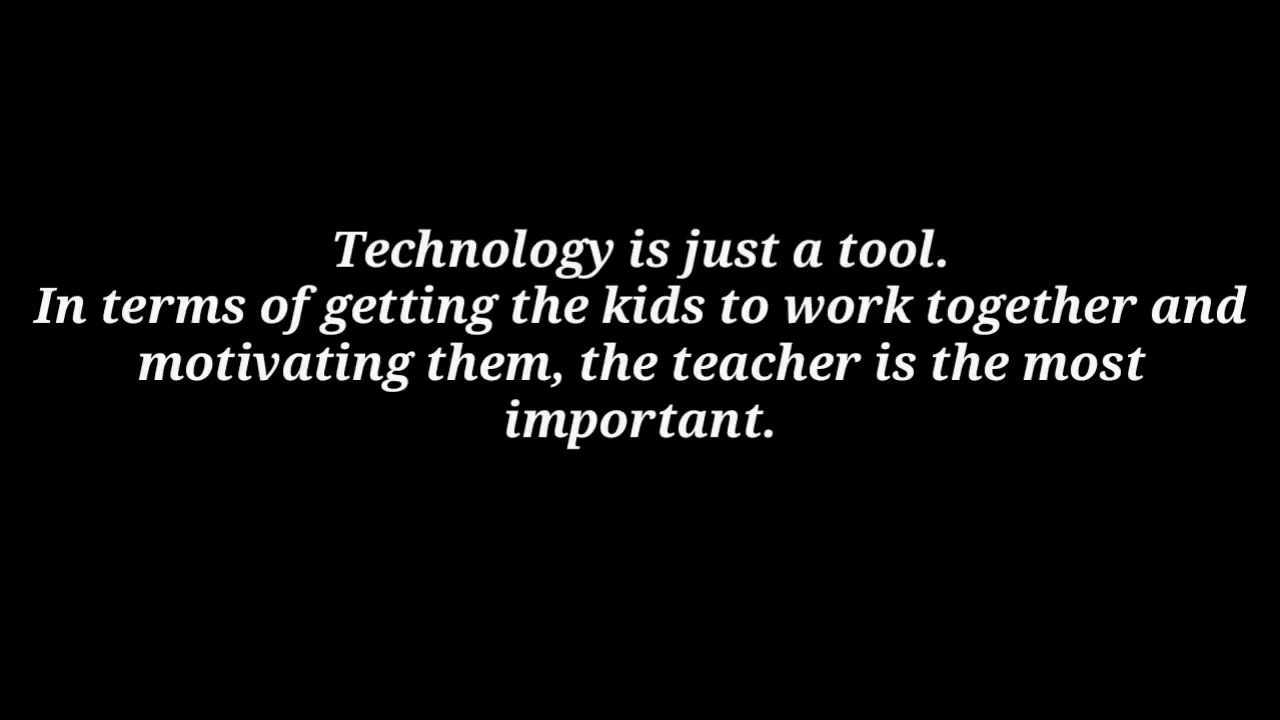 Technology is just a tool.
In terms of getting the kids to work together and
motivating them, the teacher is the most
important.